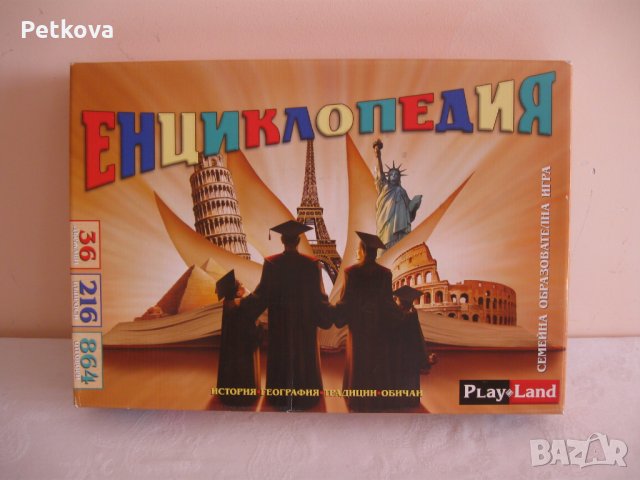 Petkova
ЕНЦИКЛОПЕДИЯ
СЕМЕЙНА ОБРАЗОВАТЕЛНА ИГРА
36
216
864
ИСТОРИЯ•ГЕОГРАФИЯ•ТРАДИЦИИ•ОБИЧАИ
PLAY LAND
BAZAR